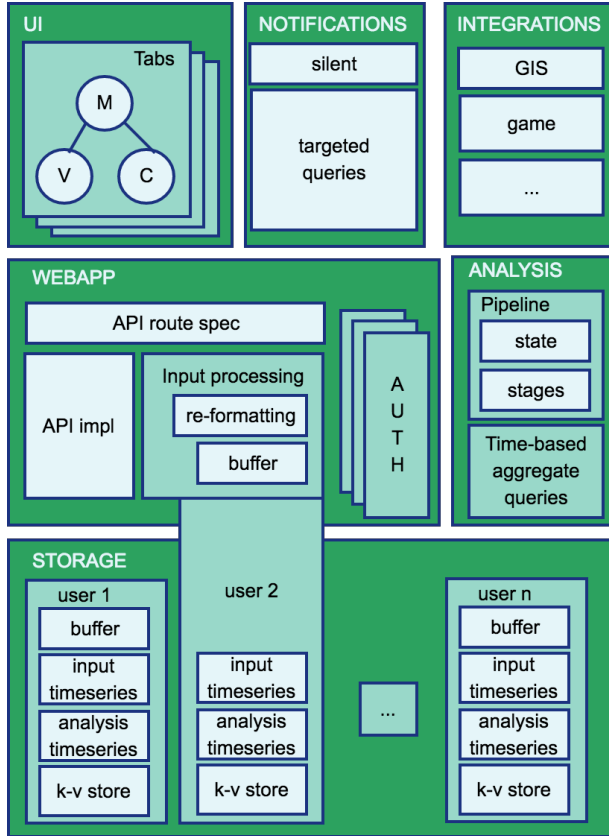 UI
Tabs
M
V
C
NOTIFICATIONS
silent
targeted
queries
INTEGRATIONS
GIS
game
...
WEBAPP
API route spec
API impl
Input processing
re-formatting
buffer
A
U
T
H
ANALYSIS
Pipeline
state
stages
Time-based
aggregate
queries
STORAGE
user 1
buffer
input
timeseries
analysis
timeseries
k-v store
user 2
input
timeseries
analysis
timeseries
k-v store
...
user n
buffer
input
timeseries
analysis
timeseries
k-v store